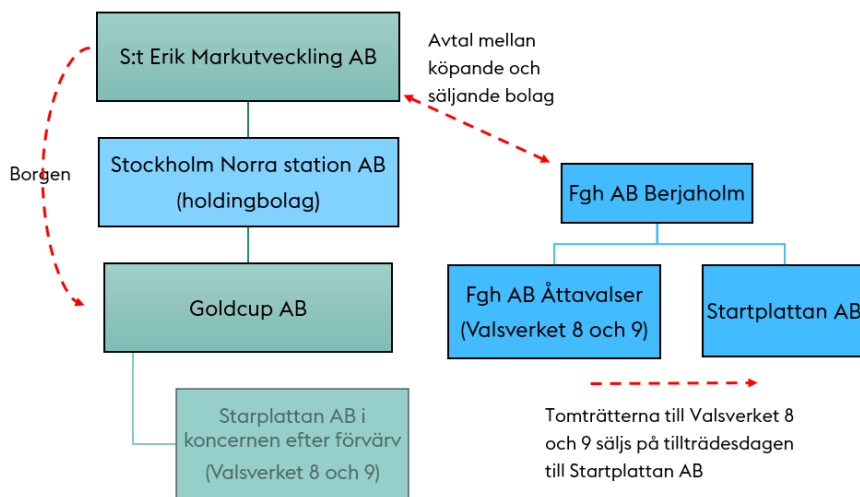 S:t Erik Markutveckling AB
Avtal mellan
köpande och
säljande bolag
Borgen
Stockholm Norra station AB
(holdingbolag)
Fgh AB Berjaholm
Goldcup AB
Fgh AB Åttavalser
(Valsverket 8 och 9)
Startplattan AB
Starplattan AB i
koncernen efter förvärv
(Valsverket 8 och 9)
Tomträtterna till Valsverket 8
och 9 säljs på tillträdesdagen
till Startplattan AB